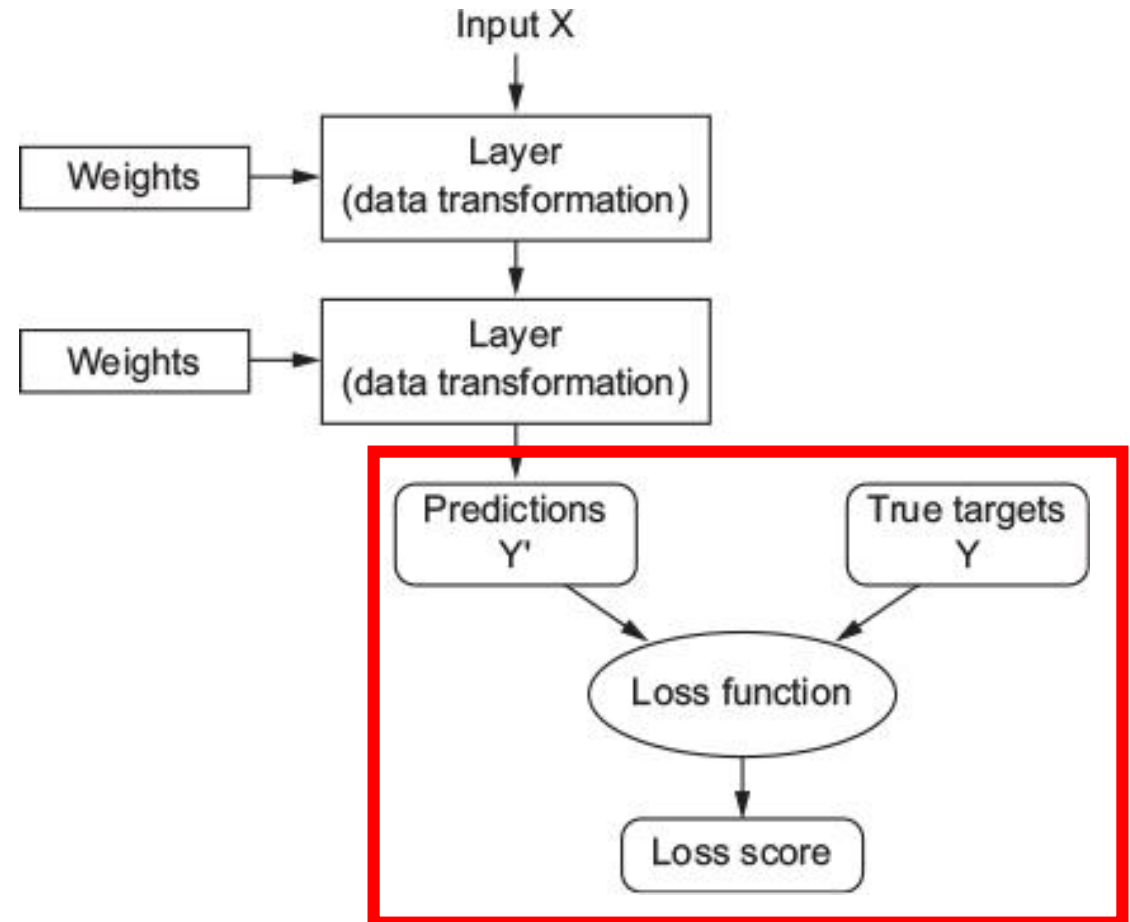 Input X
Weights
Layer
(data transformation)
Weights
Layer
(data transformation)
Predictions
Y'
True targets
Y
Loss function
Loss score